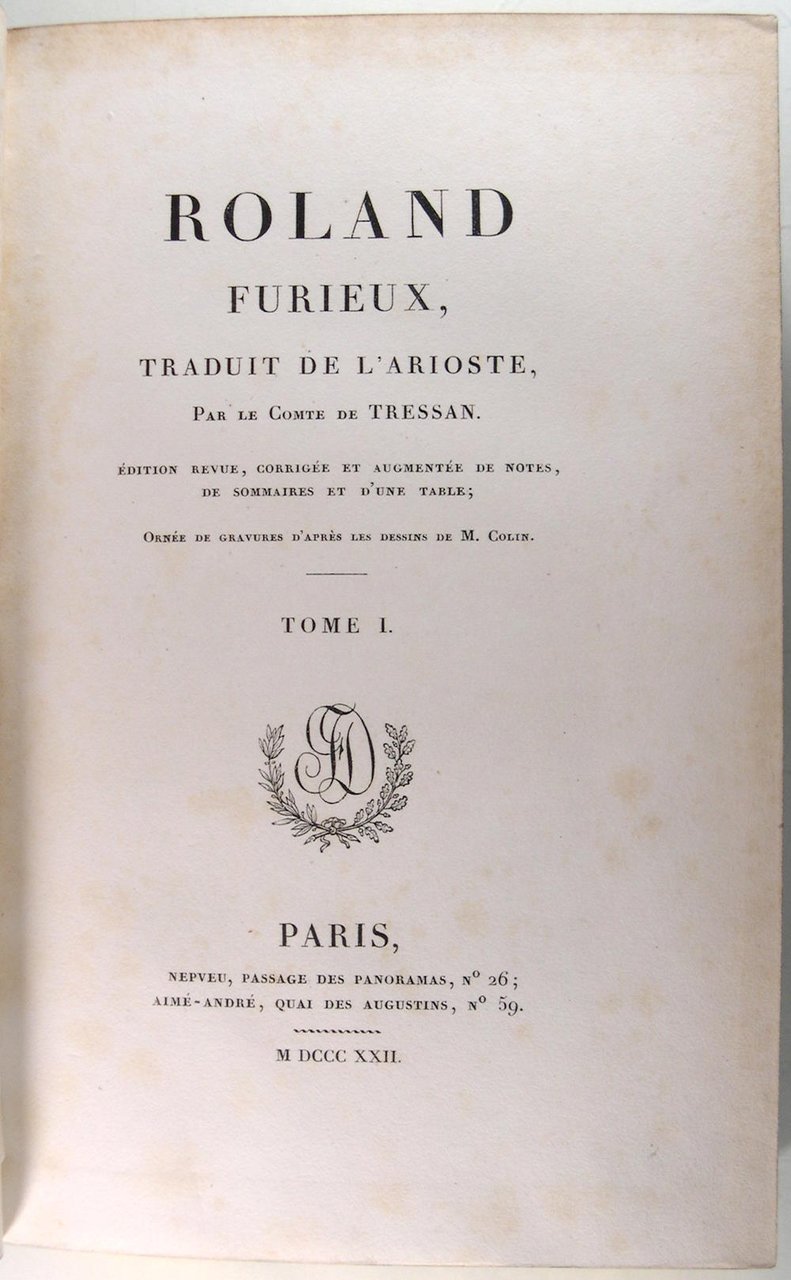 ROLAND
FURIEUX,
TRADUIT DE L'ARIOSTE,
PAR LE COMTE DE TRESSAN.
ÉDITION REVUE, CORRIGÉE ET AUGMENTÉE DE NOTES,
DE SOMMAIRES ET D'UNE TABLE;
ORNÉE DE GRAVURES D'APRÈS LES DESSINS DE M. COLIN.
TOME I.
PARIS,
NEPVEU, PASSAGE DES PANORAMAS, Nº 26;
AIMÉ-ANDRÉ, QUAI DES AUGUSTINS, Nº 59.
M DCCC XXII.